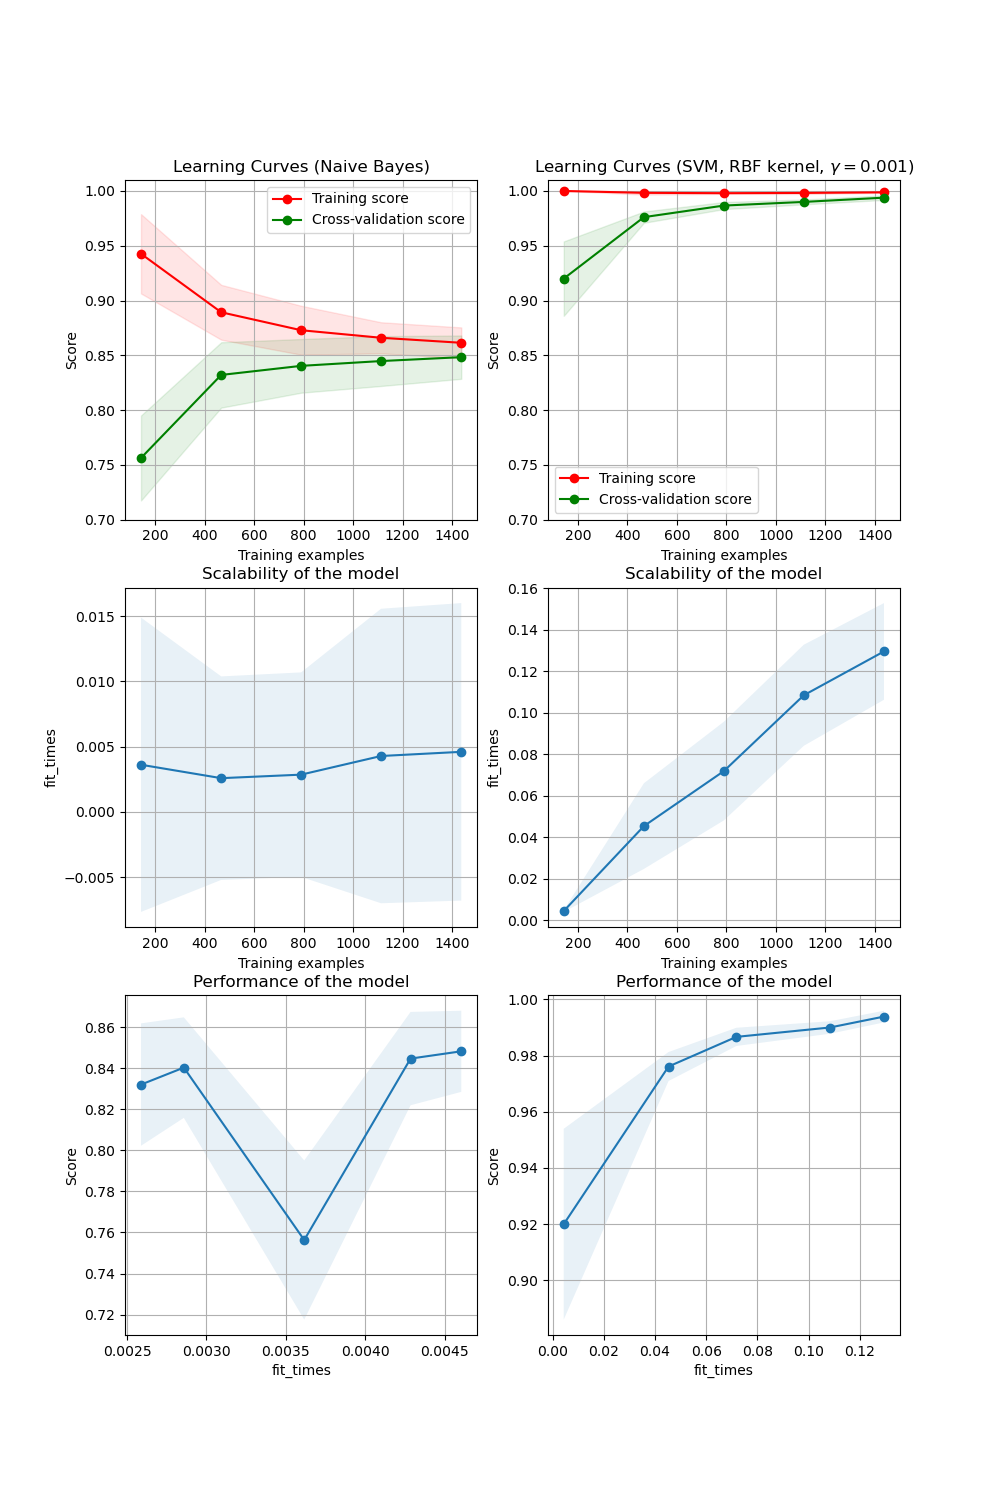 Learning Curves (Naive Bayes)
1.00
0.95
0.90
0.85
0.80
0.75
0.70
Score
Training score
Cross-validation score
200 400 600 800 1000 1200 1400
Training examples
Learning Curves (SVM, RBF kernel, γ = 0.001)
1.00
0.95
0.90
0.85
0.80
0.75
0.70
Score
Training score
Cross-validation score
200 400 600 800 1000 1200 1400
Training examples
Scalability of the model
0.015
0.010
0.005
0.000
−0.005
fit_times
200 400 600 800 1000 1200 1400
Training examples
Scalability of the model
0.16
0.14
0.12
0.10
0.08
0.06
0.04
0.02
0.00
fit_times
200 400 600 800 1000 1200 1400
Training examples
Performance of the model
0.86
0.84
0.82
0.80
0.78
0.76
0.74
0.72
Score
0.0025 0.0030 0.0035 0.0040 0.0045
fit_times
Performance of the model
1.00
0.98
0.96
0.94
0.92
0.90
Score
0.00 0.02 0.04 0.06 0.08 0.10 0.12
fit_times